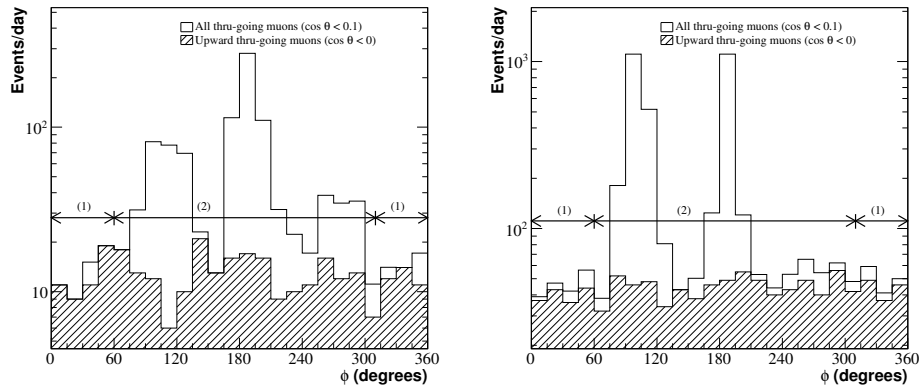 Events/day
All thru-going muons (cos θ < 0.1)
Upward thru-going muons (cos θ < 0)
10²
10
(1)
(2)
(1)
0 60 120 180 240 300 360
ϕ (degrees)
Events/day
All thru-going muons (cos θ < 0.1)
Upward thru-going muons (cos θ < 0)
10³
10²
(1)
(2)
(1)
0 60 120 180 240 300 360
ϕ (degrees)